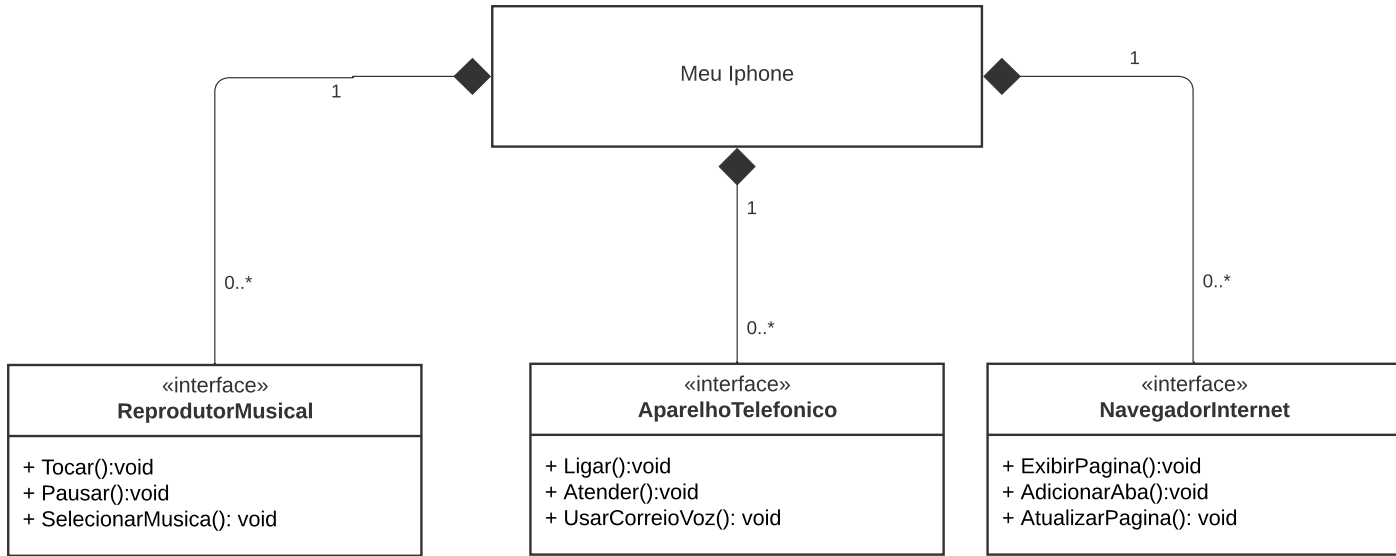 Meu Iphone
1
1
1
0..*
0..*
0..*
«interface»
ReprodutorMusical
+ Tocar():void
+ Pausar():void
+ SelecionarMusica(): void
«interface»
AparelhoTelefonico
+ Ligar():void
+ Atender():void
+ UsarCorreioVoz(): void
«interface»
NavegadorInternet
+ ExibirPagina():void
+ AdicionarAba():void
+ AtualizarPagina(): void